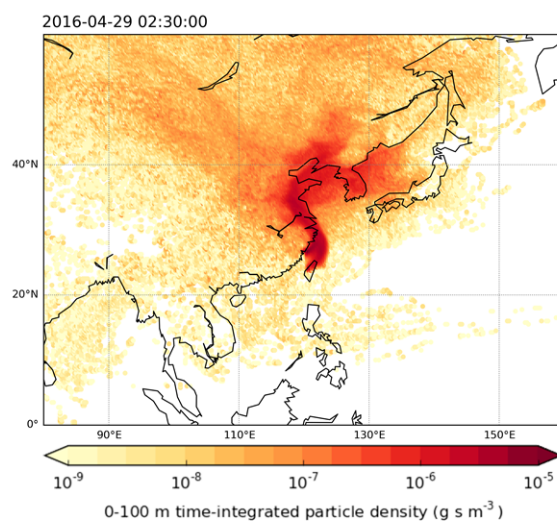 2016-04-29 02:30:00
40°N
20°N
0°
90°E 110°E 130°E 150°E
10⁻⁹ 10⁻⁸ 10⁻⁷ 10⁻⁶ 10⁻⁵
0-100 m time-integrated particle density (g s m⁻³)